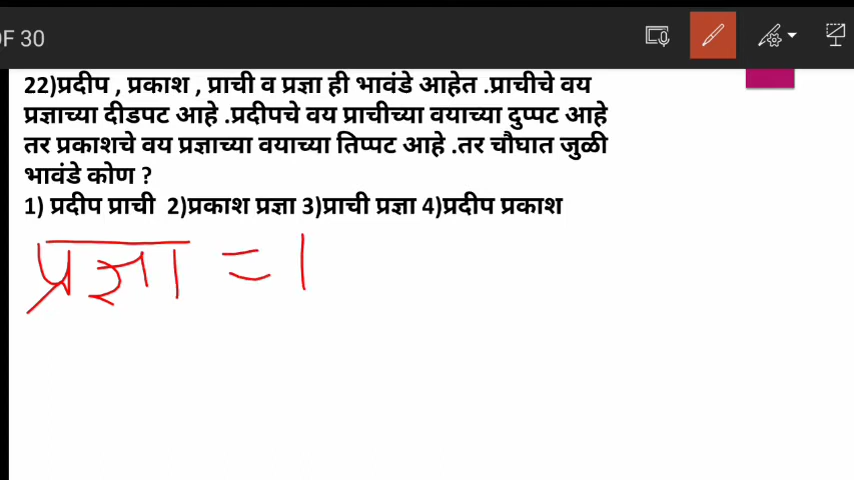 OF 30
22)प्रदीप , प्रकाश , प्राची व प्रज्ञा ही भावंडे आहेत .प्राचीचे वय
प्रज्ञाच्या दीडपट आहे .प्रदीपचे वय प्राचीच्या वयाच्या दुप्पट आहे
तर प्रकाशचे वय प्रज्ञाच्या वयाच्या तिप्पट आहे .तर चौघात जुळी
भावंडे कोण ?
1) प्रदीप प्राची 2)प्रकाश प्रज्ञा 3)प्राची प्रज्ञा 4)प्रदीप प्रकाश
प्रज्ञा = 1